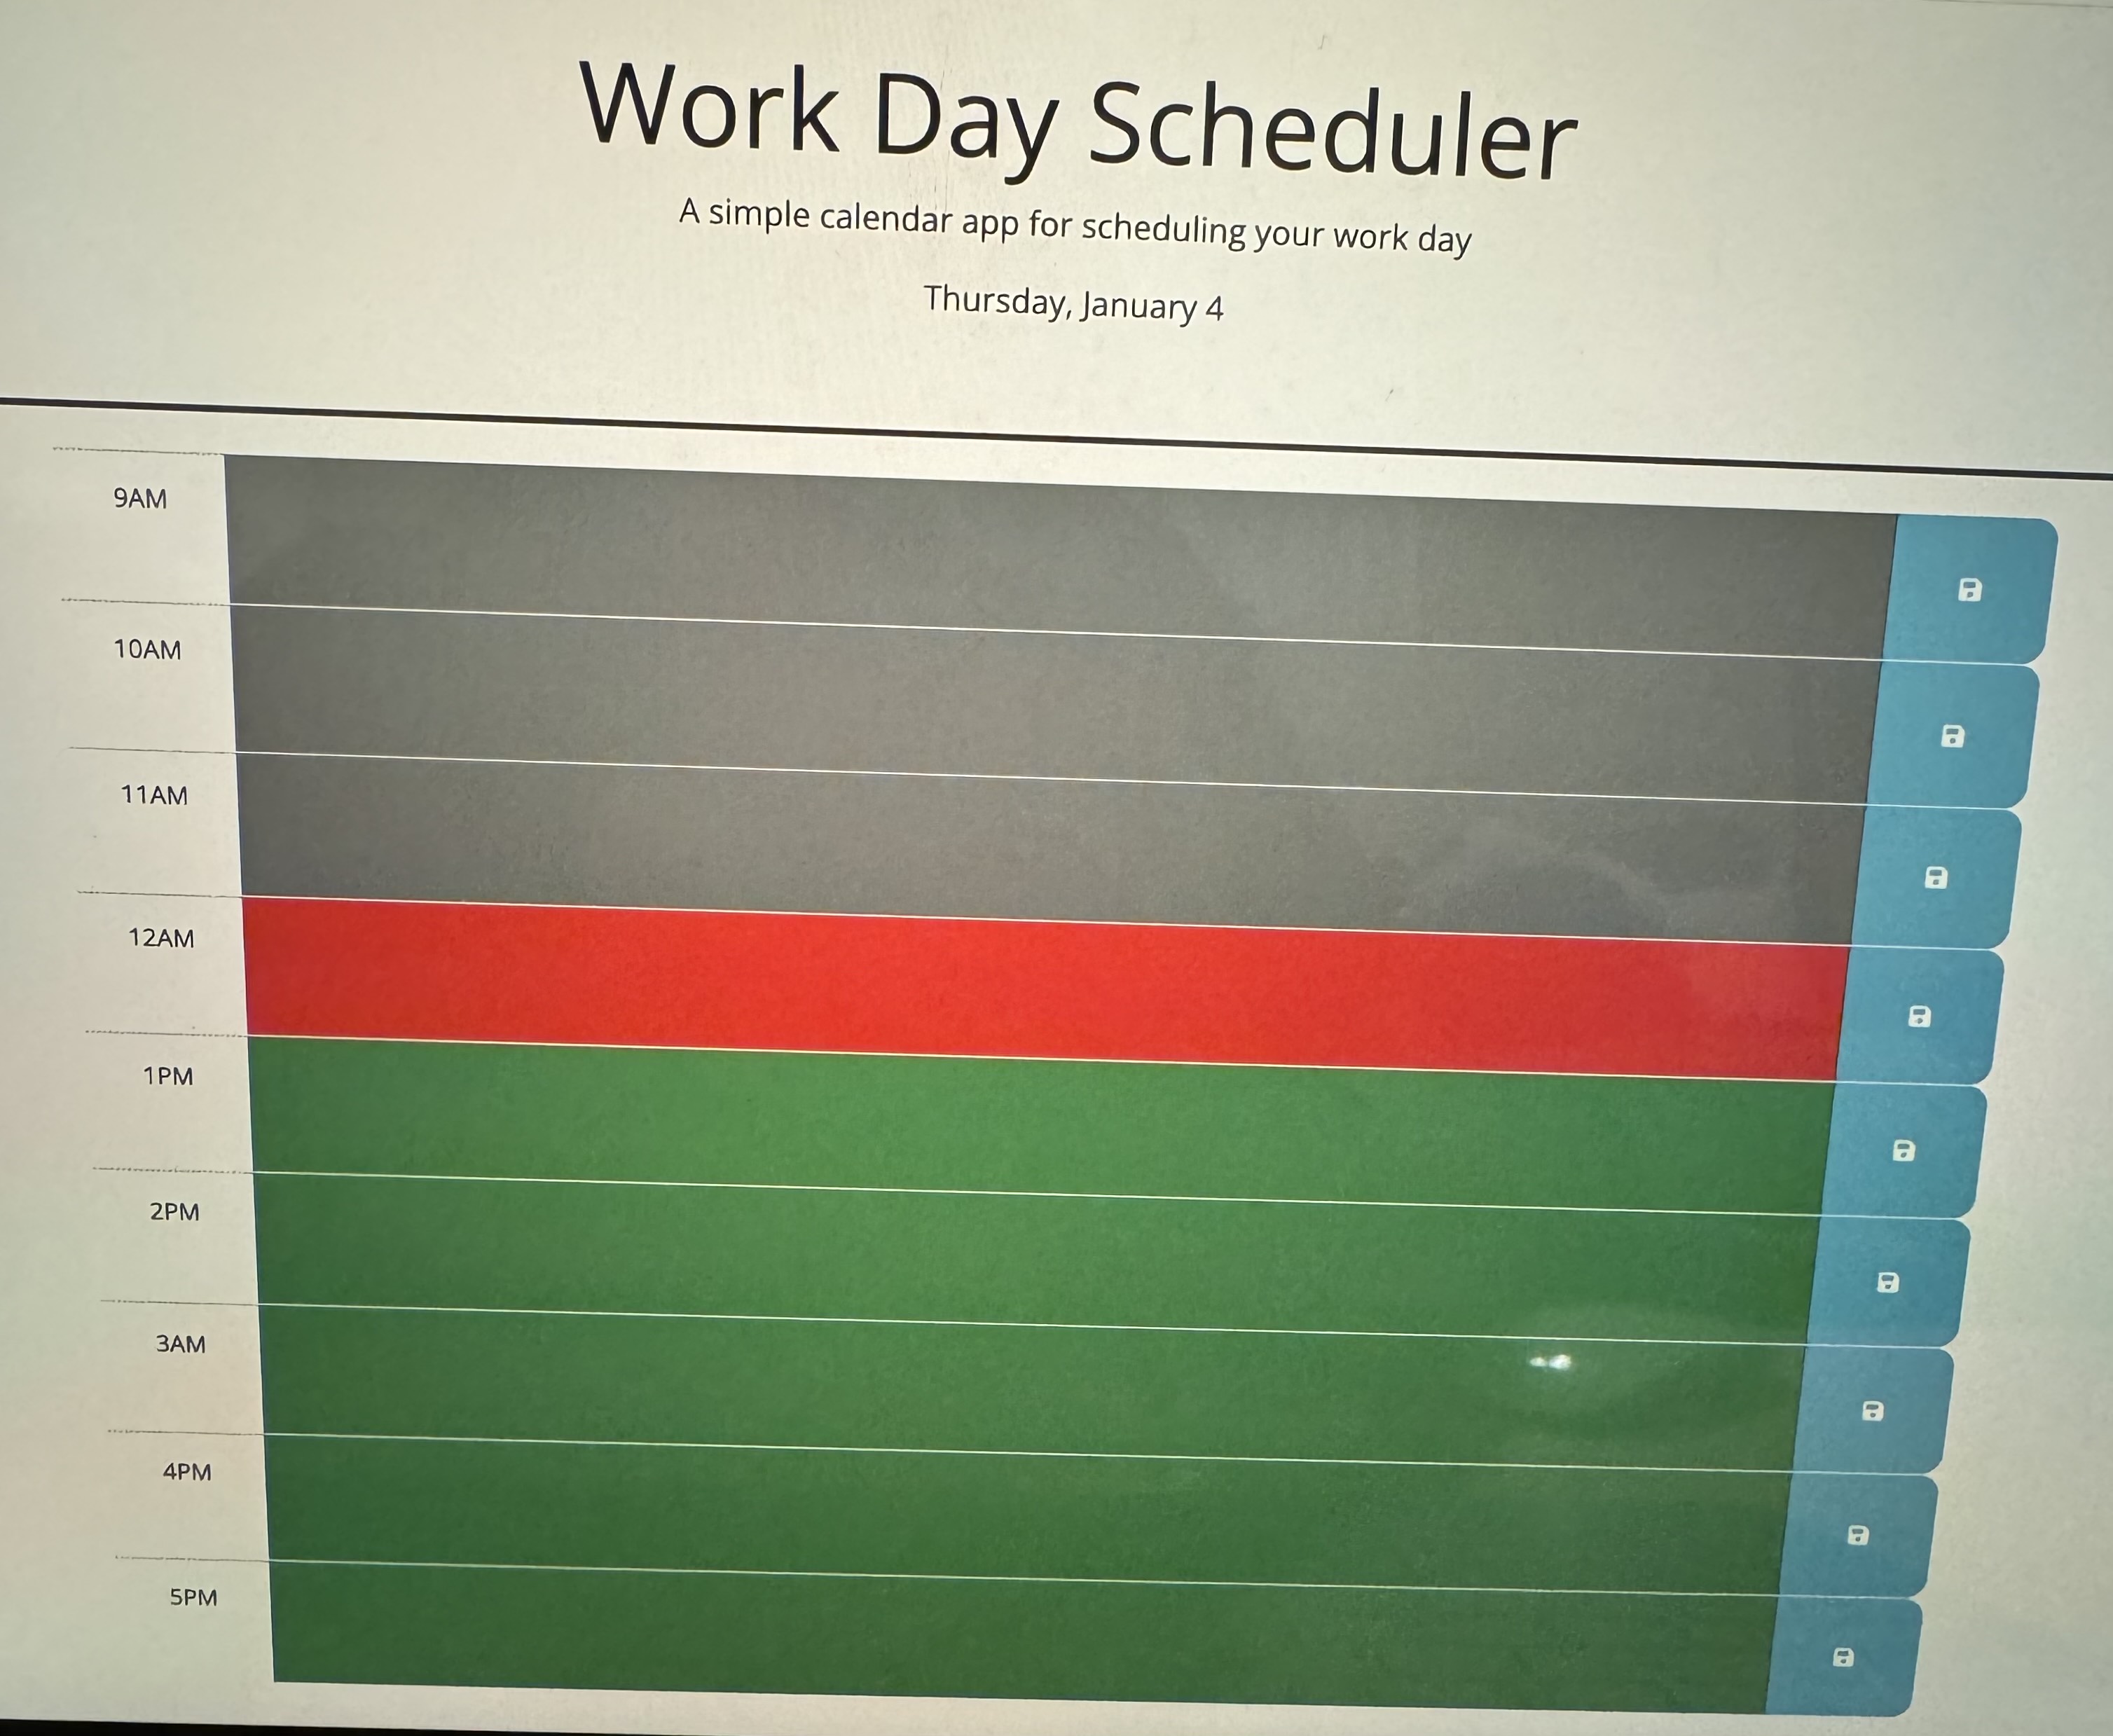 Work Day Scheduler
A simple calendar app for scheduling your work day
Thursday, January 4
9AM
10AM
11AM
12AM
1PM
2PM
3AM
4PM
5PM